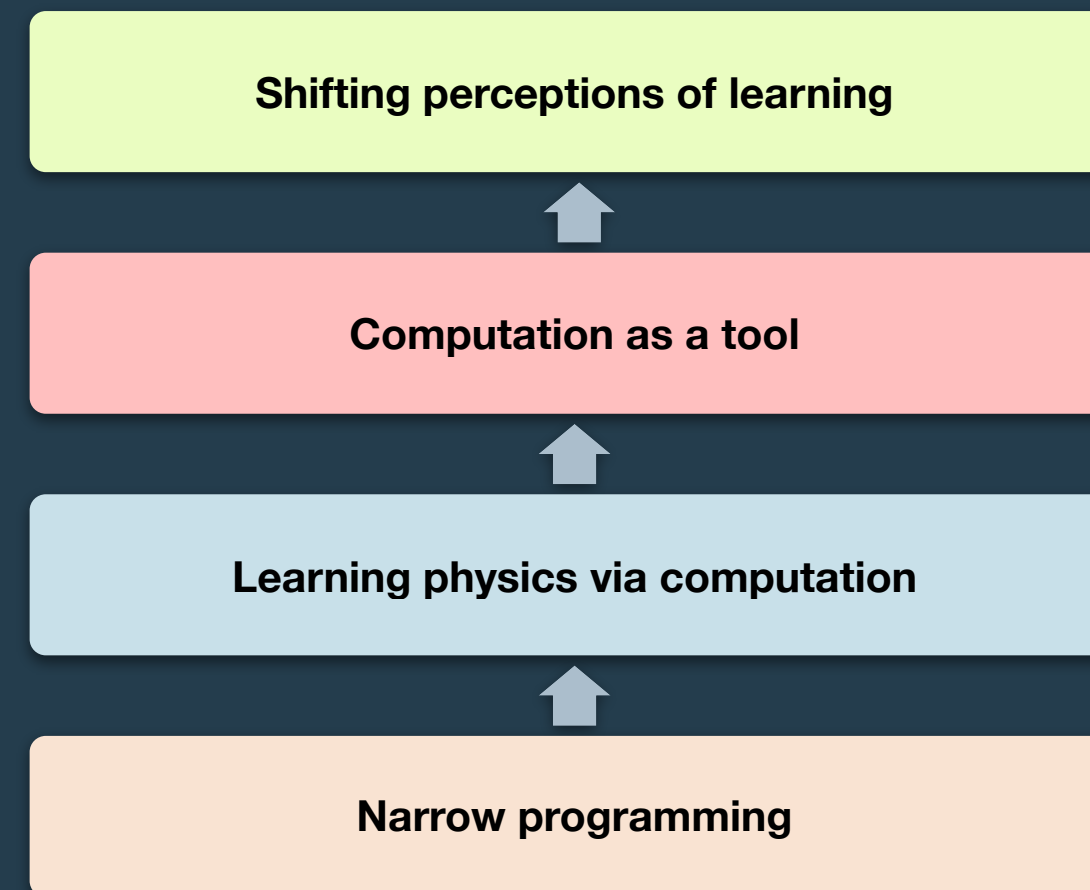 Shifting perceptions of learning
Computation as a tool
Learning physics via computation
Narrow programming